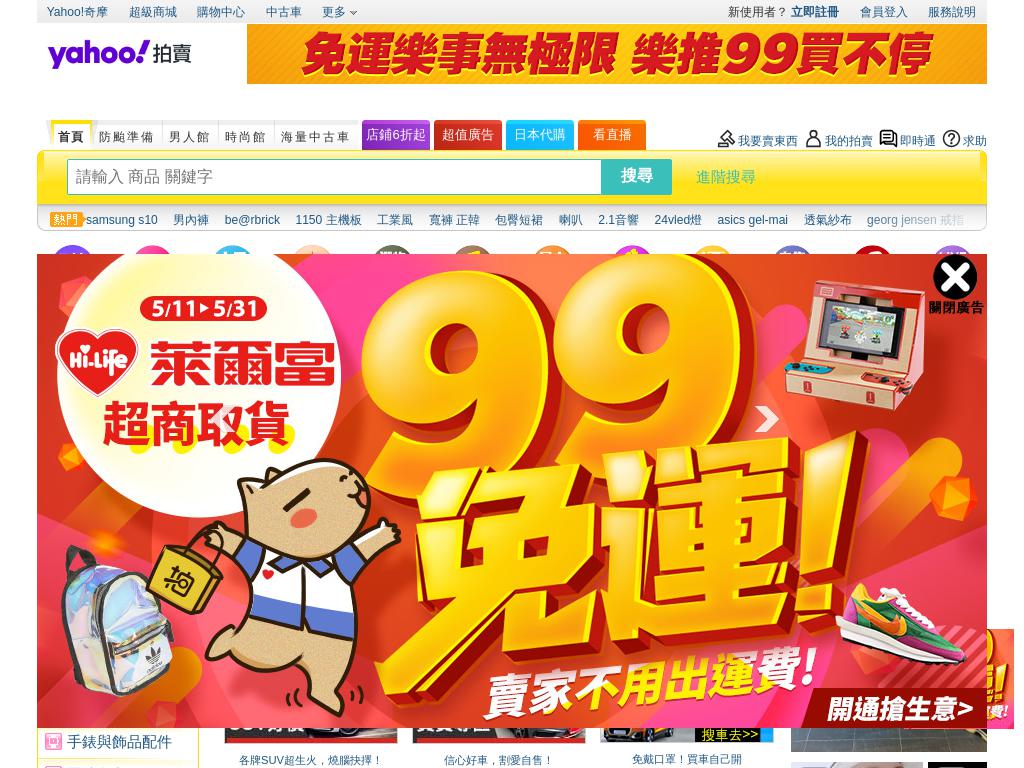 Yahoo!奇摩 超級商城 購物中心 中古車 更多 新使用者？ 立即註冊 會員登入 服務說明
yahoo! 拍賣
免運樂事無極限 樂推99買不停
首頁 防颱準備 男人館 時尚館 海量中古車 店鋪6折起 超值廣告 日本代購 看直播 我要賣東西 我的拍賣 即時通 求助
請輸入 商品 關鍵字 搜尋 進階搜尋
熱門 samsung s10 男內褲 be@rbrick 1150 主機板 工業風 寬褲 正韓 包臀短裙 喇叭 2.1音響 24vled燈 asics gel-mai 透氣紗布 georg jensen 戒指
關閉廣告
5/11 5/31
Hi-Life 萊爾富
超商取貨
99
免運!
拍
adidas
賣家不用出運費!
開通搶生意>
手錶與飾品配件
搜車去>>
各牌SUV超生火，燒腦抉擇！ 信心好車，割愛自售！ 免戴口罩！買車自己開